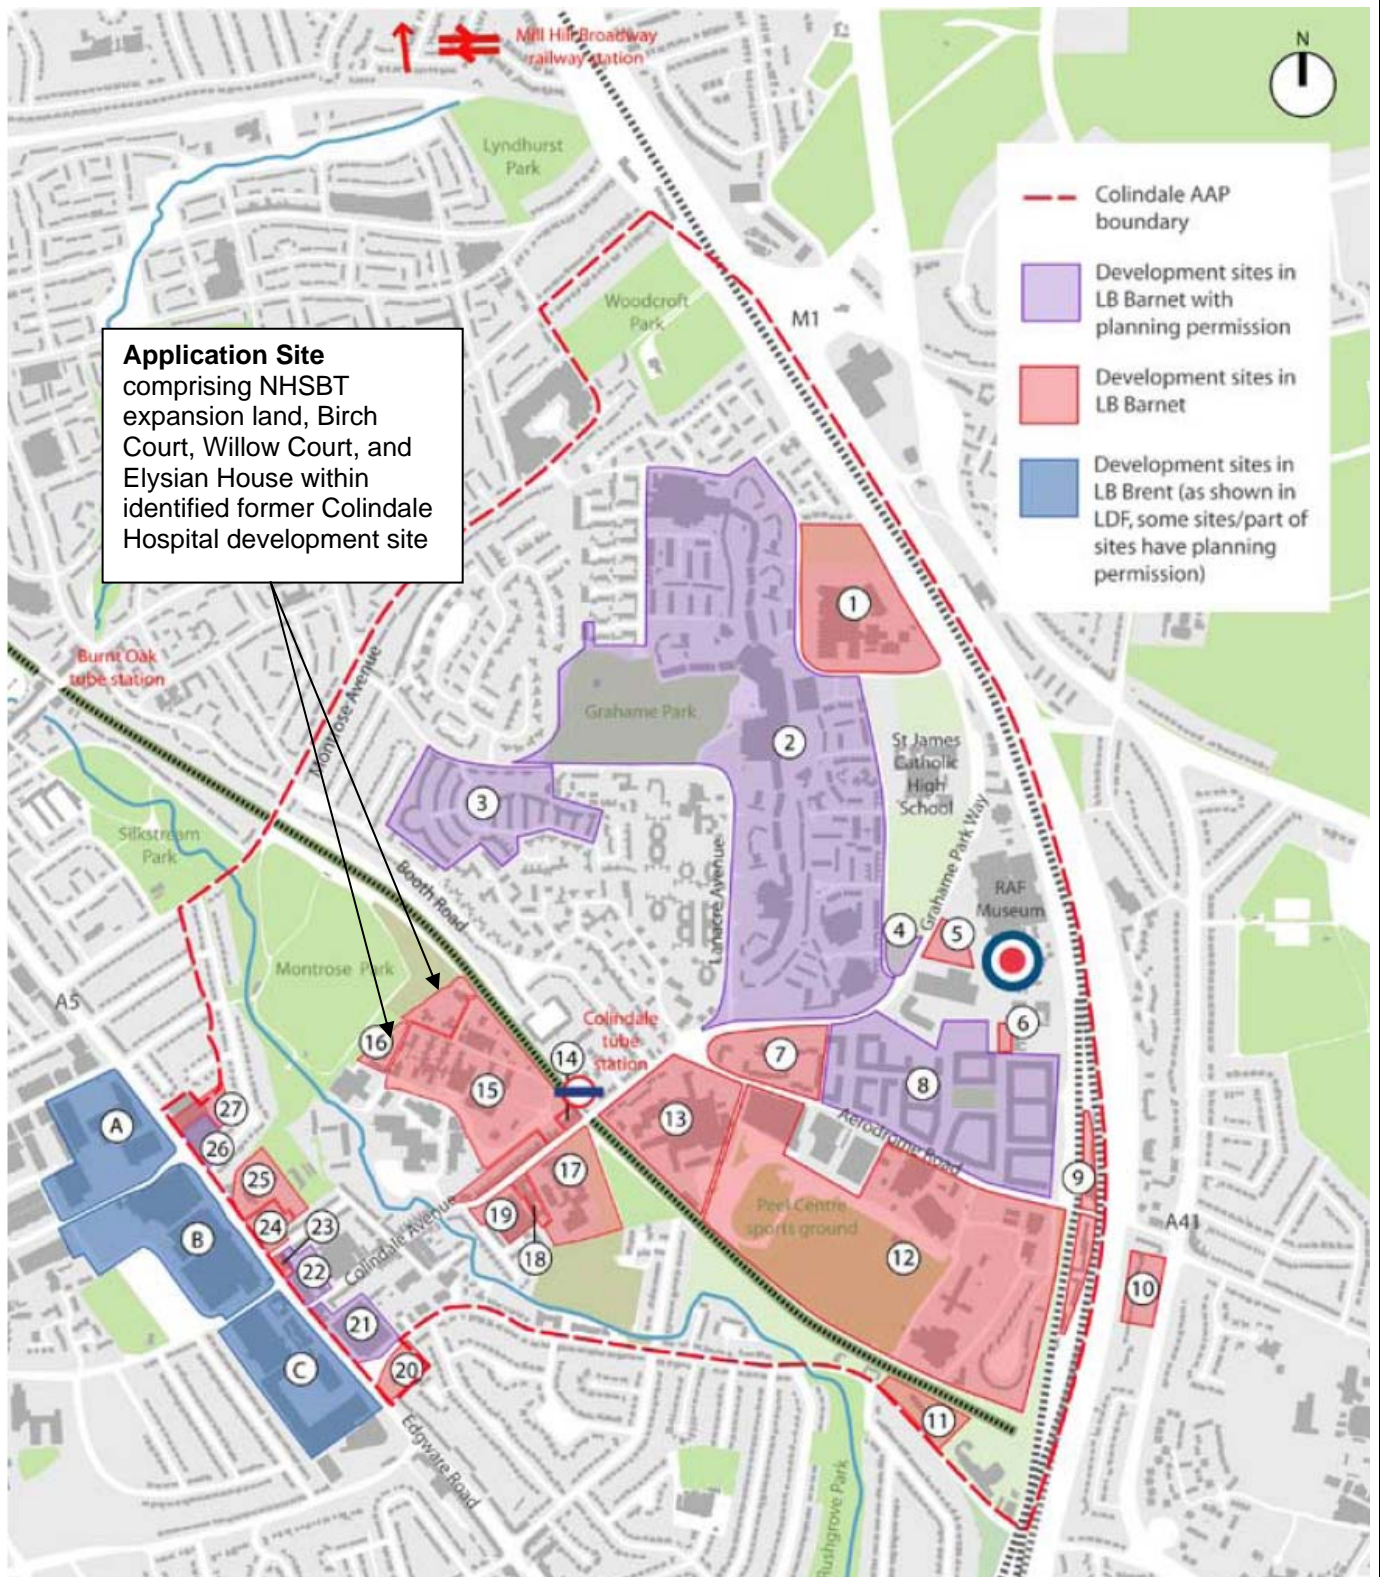 Mill Hill Broadway
railway station
N
Lyndhurst
Park
Colindale AAP
boundary
Development sites in
LB Barnet with
planning permission
Development sites in
LB Barnet
Development sites in
LB Brent (as shown in
LDF, some sites/part of
sites have planning
permission)
Woodcroft
Park
M1
Application Site
comprising NHSBT
expansion land, Birch
Court, Willow Court, and
Elysian House within
identified former Colindale
Hospital development site
1
Burnt Oak
tube station
Montrose Avenue
Grahame Park
2
St James
Catholic
High
School
3
Silkstream
Park
Booth Road
Lanacre Avenue
Grahame Park Way
RAF
Museum
4
5
Montrose Park
A5
Colindale
tube
station
6
16
14
7
15
8
13
Aerodrome Road
27
A
26
17
9
25
Peel Centre
sports ground
19
24
23
Colindale Avenue
A41
B
18
12
22
10
21
C
20
11
Edgware Road
Rushgrove Park